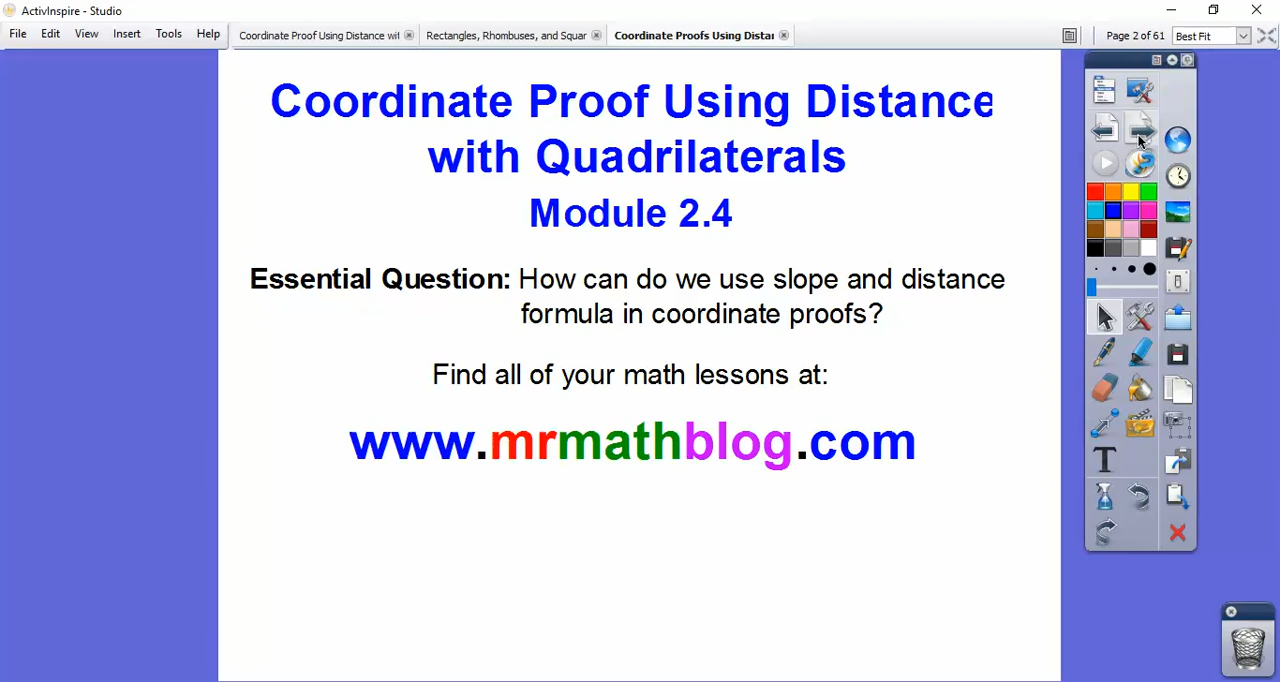 ActivInspire - Studio
File Edit View Insert Tools Help
Coordinate Proof Using Distance wit
Rectangles, Rhombuses, and Squar
Coordinate Proofs Using Distar
Page 2 of 61
Best Fit
Coordinate Proof Using Distance
with Quadrilaterals
Module 2.4
Essential Question: How can do we use slope and distance
formula in coordinate proofs?
Find all of your math lessons at:
www.mrmathblog.com
T